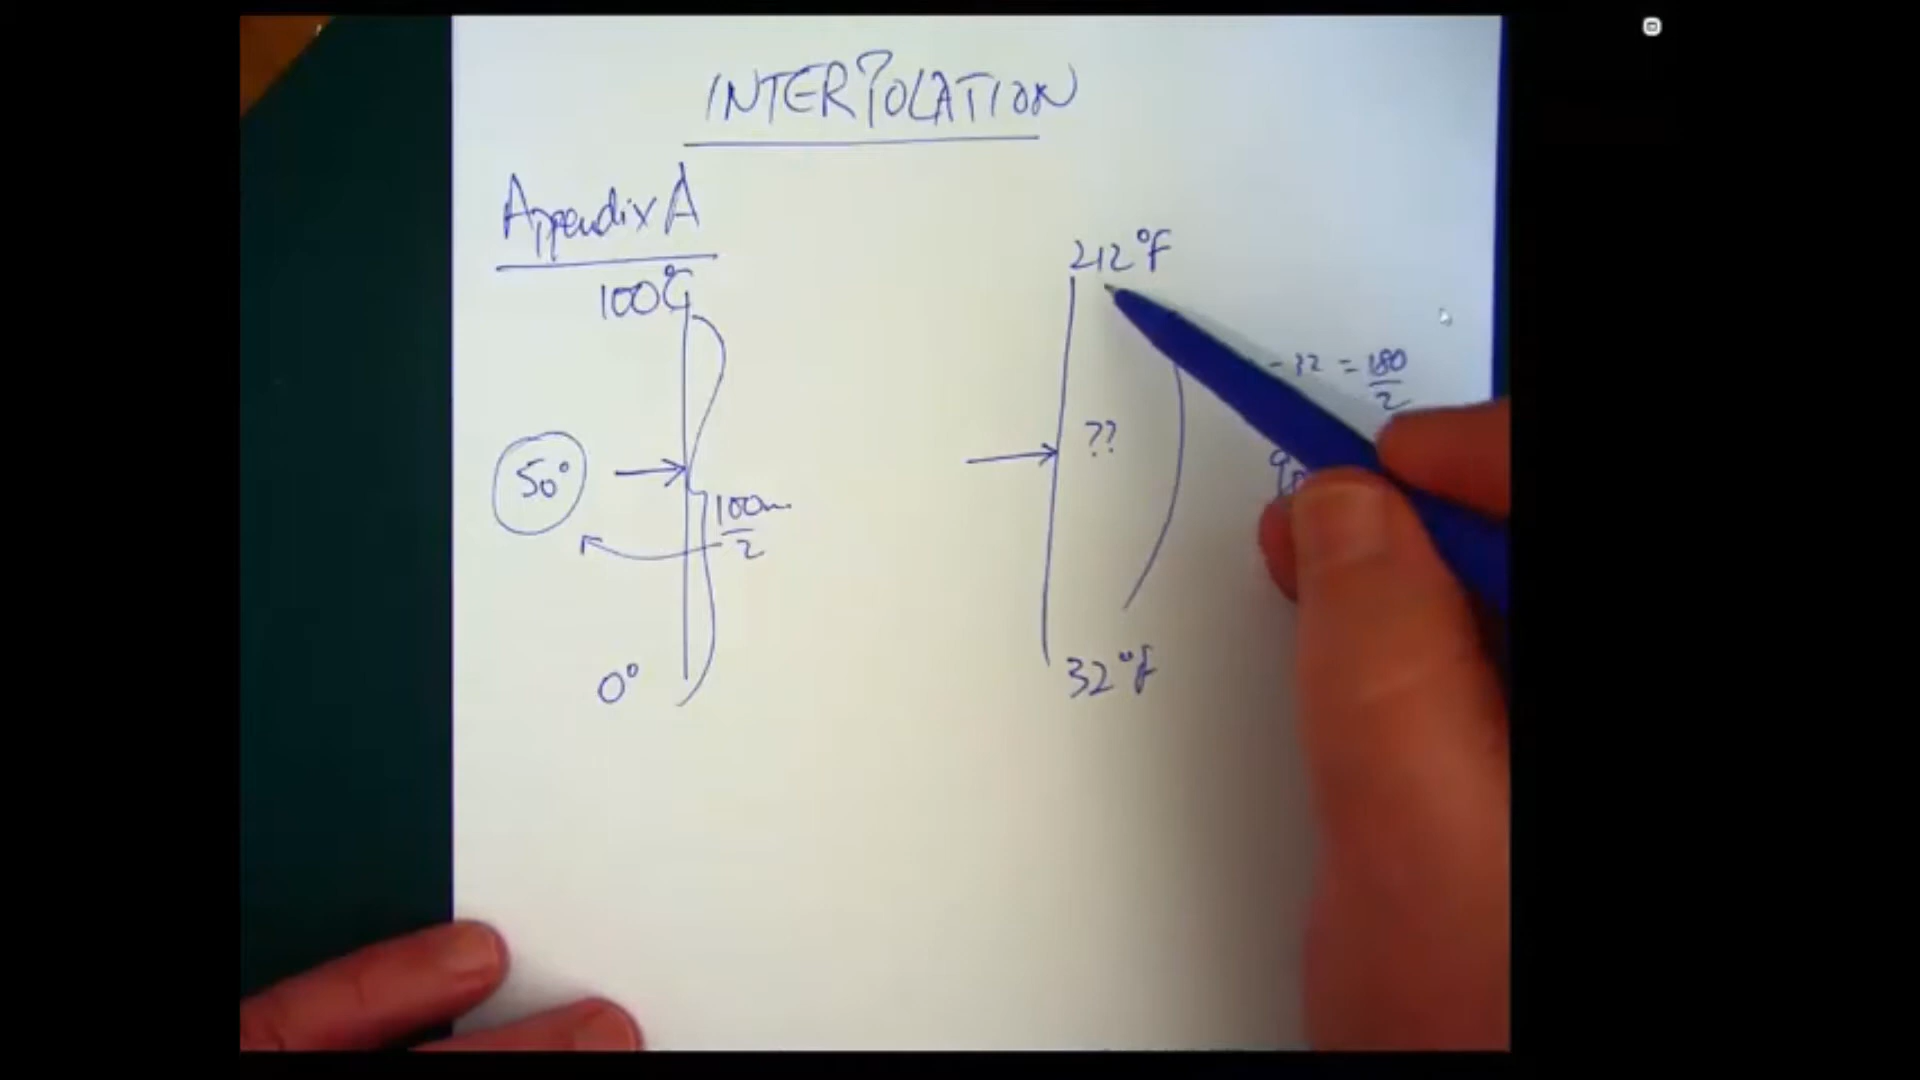 INTERPOLATION
Appendix A
100°C
212°F
- 32 = 180
2
50°
??
100
2
0°
32°F